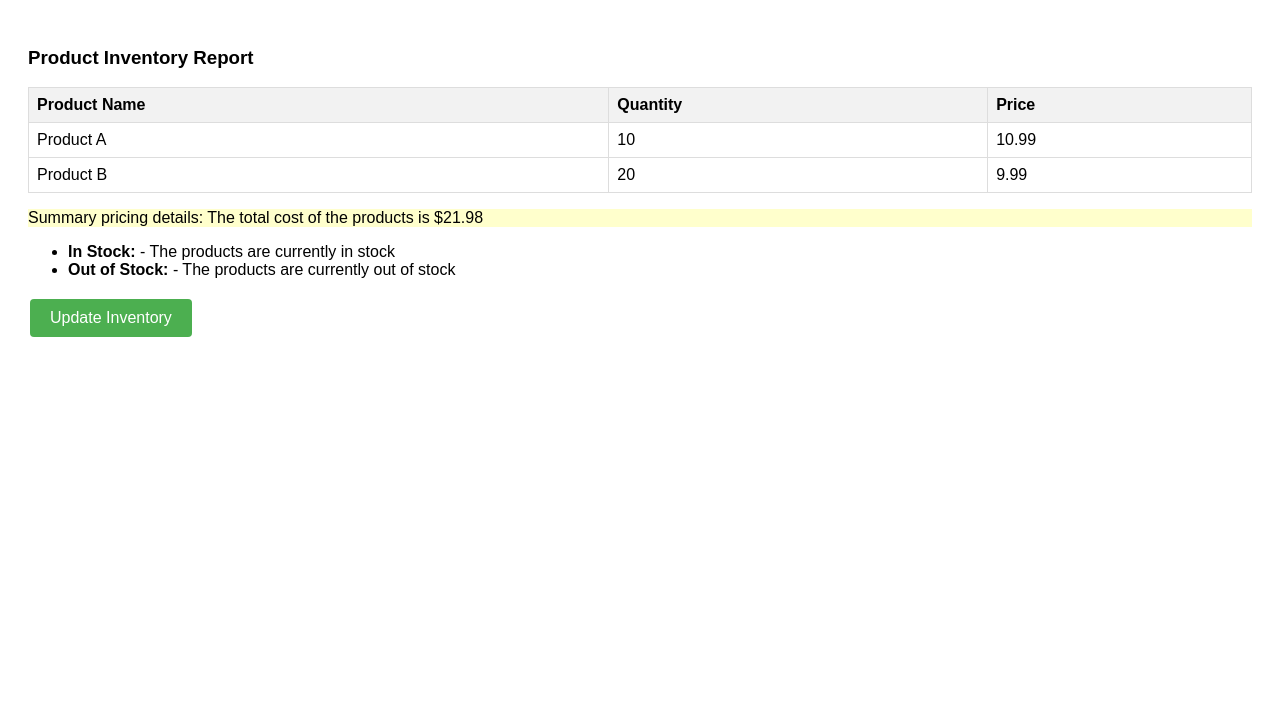 Product Inventory Report
Product Name Quantity Price
Product A 10 10.99
Product B 20 9.99
Summary pricing details: The total cost of the products is $21.98
In Stock: - The products are currently in stock
Out of Stock: - The products are currently out of stock
Update Inventory